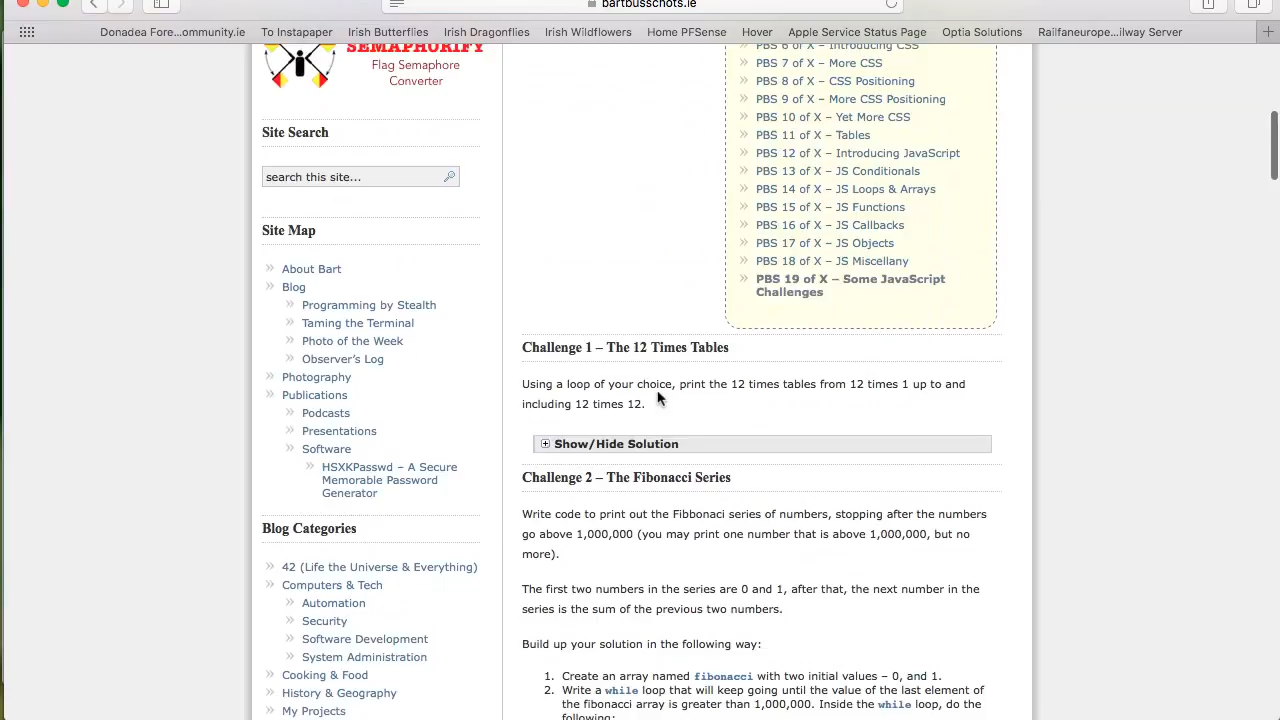 bartbusschots.ie
Donadea Fore...ommunity.ie To Instapaper Irish Butterflies Irish Dragonflies Irish Wildflowers Home PFSense Hover Apple Service Status Page Optia Solutions Railfaneurope...ilway Server
SEMAPHORIFY
Flag Semaphore
Converter
Site Search
search this site...
Site Map
About Bart
Blog
Programming by Stealth
Taming the Terminal
Photo of the Week
Observer's Log
Photography
Publications
Podcasts
Presentations
Software
HSXKPasswd – A Secure
Memorable Password
Generator
Blog Categories
42 (Life the Universe & Everything)
Computers & Tech
Automation
Security
Software Development
System Administration
Cooking & Food
History & Geography
My Projects
PBS 6 of X – Introducing CSS
PBS 7 of X – More CSS
PBS 8 of X – CSS Positioning
PBS 9 of X – More CSS Positioning
PBS 10 of X – Yet More CSS
PBS 11 of X – Tables
PBS 12 of X – Introducing JavaScript
PBS 13 of X – JS Conditionals
PBS 14 of X – JS Loops & Arrays
PBS 15 of X – JS Functions
PBS 16 of X – JS Callbacks
PBS 17 of X – JS Objects
PBS 18 of X – JS Miscellany
PBS 19 of X – Some JavaScript
Challenges
Challenge 1 – The 12 Times Tables
Using a loop of your choice, print the 12 times tables from 12 times 1 up to and
including 12 times 12.
Show/Hide Solution
Challenge 2 – The Fibonacci Series
Write code to print out the Fibbonaci series of numbers, stopping after the numbers
go above 1,000,000 (you may print one number that is above 1,000,000, but no
more).
The first two numbers in the series are 0 and 1, after that, the next number in the
series is the sum of the previous two numbers.
Build up your solution in the following way:
1. Create an array named fibonacci with two initial values – 0, and 1.
2. Write a while loop that will keep going until the value of the last element of
the fibonacci array is greater than 1,000,000. Inside the while loop, do the
following: